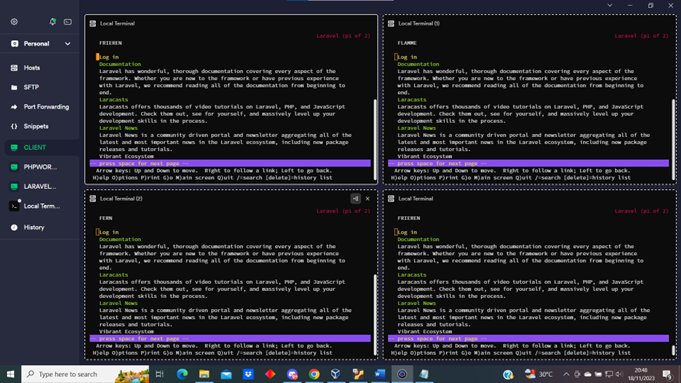 Personal
Hosts
SFTP
Port Forwarding
Snippets
CLIENT
PHPWOR...
LARAVEL...
Local Term...
History
Local Terminal
Laravel (p1 of 2)
FRIEREN
Log in
Documentation
Laravel has wonderful, thorough documentation covering every aspect of the
framework. Whether you are new to the framework or have previous experience
with Laravel, we recommend reading all of the documentation from beginning to
end.
Laracasts
Laracasts offers thousands of video tutorials on Laravel, PHP, and JavaScript
development. Check them out, see for yourself, and massively level up your
development skills in the process.
Laravel News
Laravel News is a community driven portal and newsletter aggregating all of the
latest and most important news in the Laravel ecosystem, including new package
releases and tutorials.
Vibrant Ecosystem
-- press space for next page --
Arrow keys: Up and Down to move. Right to follow a link; Left to go back.
H)elp O)ptions P)rint G)o M)ain screen Q)uit /=search [delete]=history list
Local Terminal (1)
Laravel (p1 of 2)
FLAMME
Log in
Documentation
Laravel has wonderful, thorough documentation covering every aspect of the
framework. Whether you are new to the framework or have previous experience
with Laravel, we recommend reading all of the documentation from beginning to
end.
Laracasts
Laracasts offers thousands of video tutorials on Laravel, PHP, and JavaScript
development. Check them out, see for yourself, and massively level up your
development skills in the process.
Laravel News
Laravel News is a community driven portal and newsletter aggregating all of the
latest and most important news in the Laravel ecosystem, including new package
releases and tutorials.
Vibrant Ecosystem
-- press space for next page --
Arrow keys: Up and Down to move. Right to follow a link; Left to go back.
H)elp O)ptions P)rint G)o M)ain screen Q)uit /=search [delete]=history list
Local Terminal (2)
Laravel (p1 of 2)
FERN
Log in
Documentation
Laravel has wonderful, thorough documentation covering every aspect of the
framework. Whether you are new to the framework or have previous experience
with Laravel, we recommend reading all of the documentation from beginning to
end.
Laracasts
Laracasts offers thousands of video tutorials on Laravel, PHP, and JavaScript
development. Check them out, see for yourself, and massively level up your
development skills in the process.
Laravel News
Laravel News is a community driven portal and newsletter aggregating all of the
latest and most important news in the Laravel ecosystem, including new package
releases and tutorials.
Vibrant Ecosystem
-- press space for next page --
Arrow keys: Up and Down to move. Right to follow a link; Left to go back.
H)elp O)ptions P)rint G)o M)ain screen Q)uit /=search [delete]=history list
Local Terminal
Laravel (p1 of 2)
FRIEREN
Log in
Documentation
Laravel has wonderful, thorough documentation covering every aspect of the
framework. Whether you are new to the framework or have previous experience
with Laravel, we recommend reading all of the documentation from beginning to
end.
Laracasts
Laracasts offers thousands of video tutorials on Laravel, PHP, and JavaScript
development. Check them out, see for yourself, and massively level up your
development skills in the process.
Laravel News
Laravel News is a community driven portal and newsletter aggregating all of the
latest and most important news in the Laravel ecosystem, including new package
releases and tutorials.
Vibrant Ecosystem
-- press space for next page --
Arrow keys: Up and Down to move. Right to follow a link; Left to go back.
H)elp O)ptions P)rint G)o M)ain screen Q)uit /=search [delete]=history list
Type here to search
30°C
20:48
10/11/2023